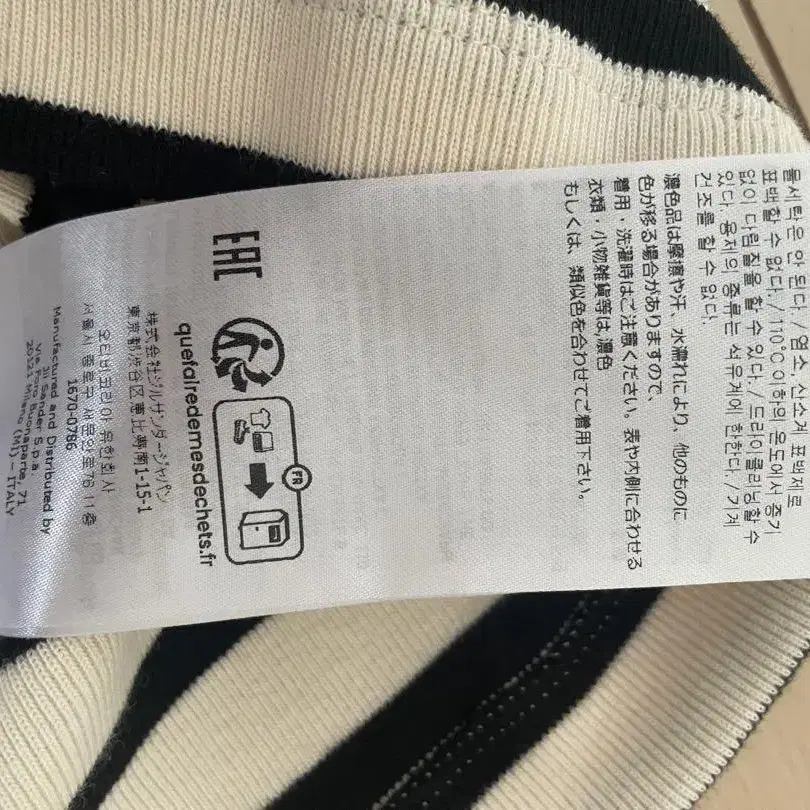 물세탁은 안 된다. / 염소, 산소계 표백제로
표백할 수 없다. / 110°C 이하의 온도에서 증기
없이 다림질을 할 수 있다. / 드라이클리닝할 수
있다. 용제의 종류는 석유계에 한한다. / 기계
건조를 할 수 없다.
濃色品は摩擦や汗、水濡れにより、他のものに
色が移る場合がありますので、
着用・洗濯時はご注意ください。表や内側に合わせる
衣類・小物雑貨等は、濃色
もしくは、類似色を合わせてご着用下さい。
EAC
FR
quefairedemesdechets.fr
株式会社ジルサンダージャパン
東京都渋谷区恵比寿南1-15-1
오티비코리아 유한회사
서울시 종로구 새문안로76 11층
1670-0786
Manufactured and Distributed by
Jil Sander S.p.a.
Via Foro Buonaparte, 71
20121 Milano (MI) – ITALY